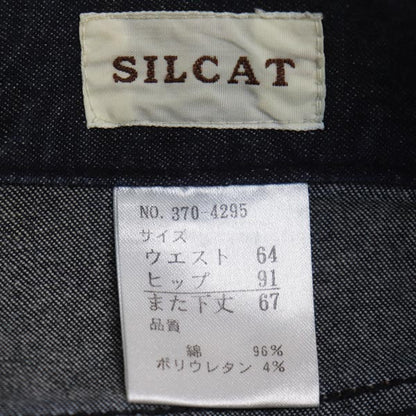 SILCAT
NO. 370-4295
サイズ
ウエスト 64
ヒップ 91
また下丈 67
品質
綿 96%
ポリウレタン 4%